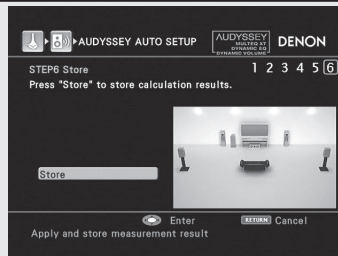 AUDYSSEY AUTO SETUP
AUDYSSEY
MULTEQ XT
DYNAMIC EQ
DYNAMIC VOLUME
DENON
STEP6 Store
1 2 3 4 5 6
Press "Store" to store calculation results.
Store
Enter
RETURN Cancel
Apply and store measurement result